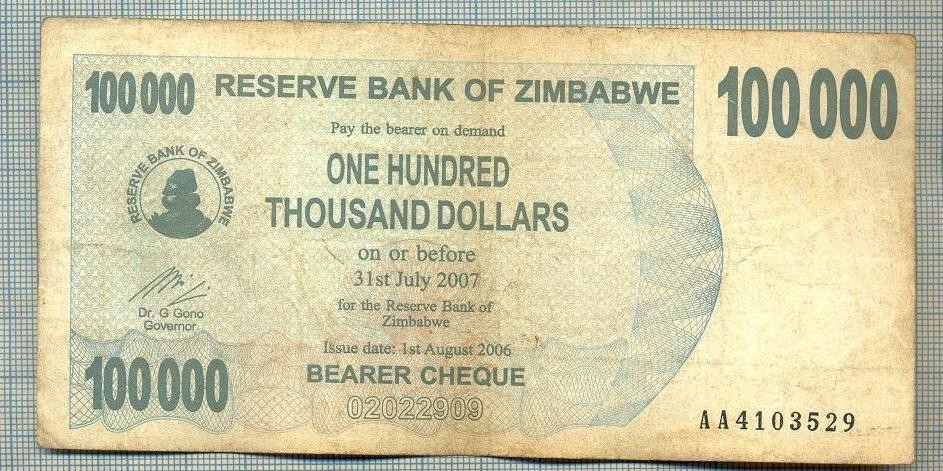 100 000
RESERVE BANK OF ZIMBABWE
100 000
Pay the bearer on demand
ONE HUNDRED
THOUSAND DOLLARS
RESERVE BANK OF ZIMBABWE
on or before
31st July 2007
for the Reserve Bank of
Zimbabwe
Dr. G Gono
Governor
Issue date: 1st August 2006
100 000
BEARER CHEQUE
02022909
AA4103529